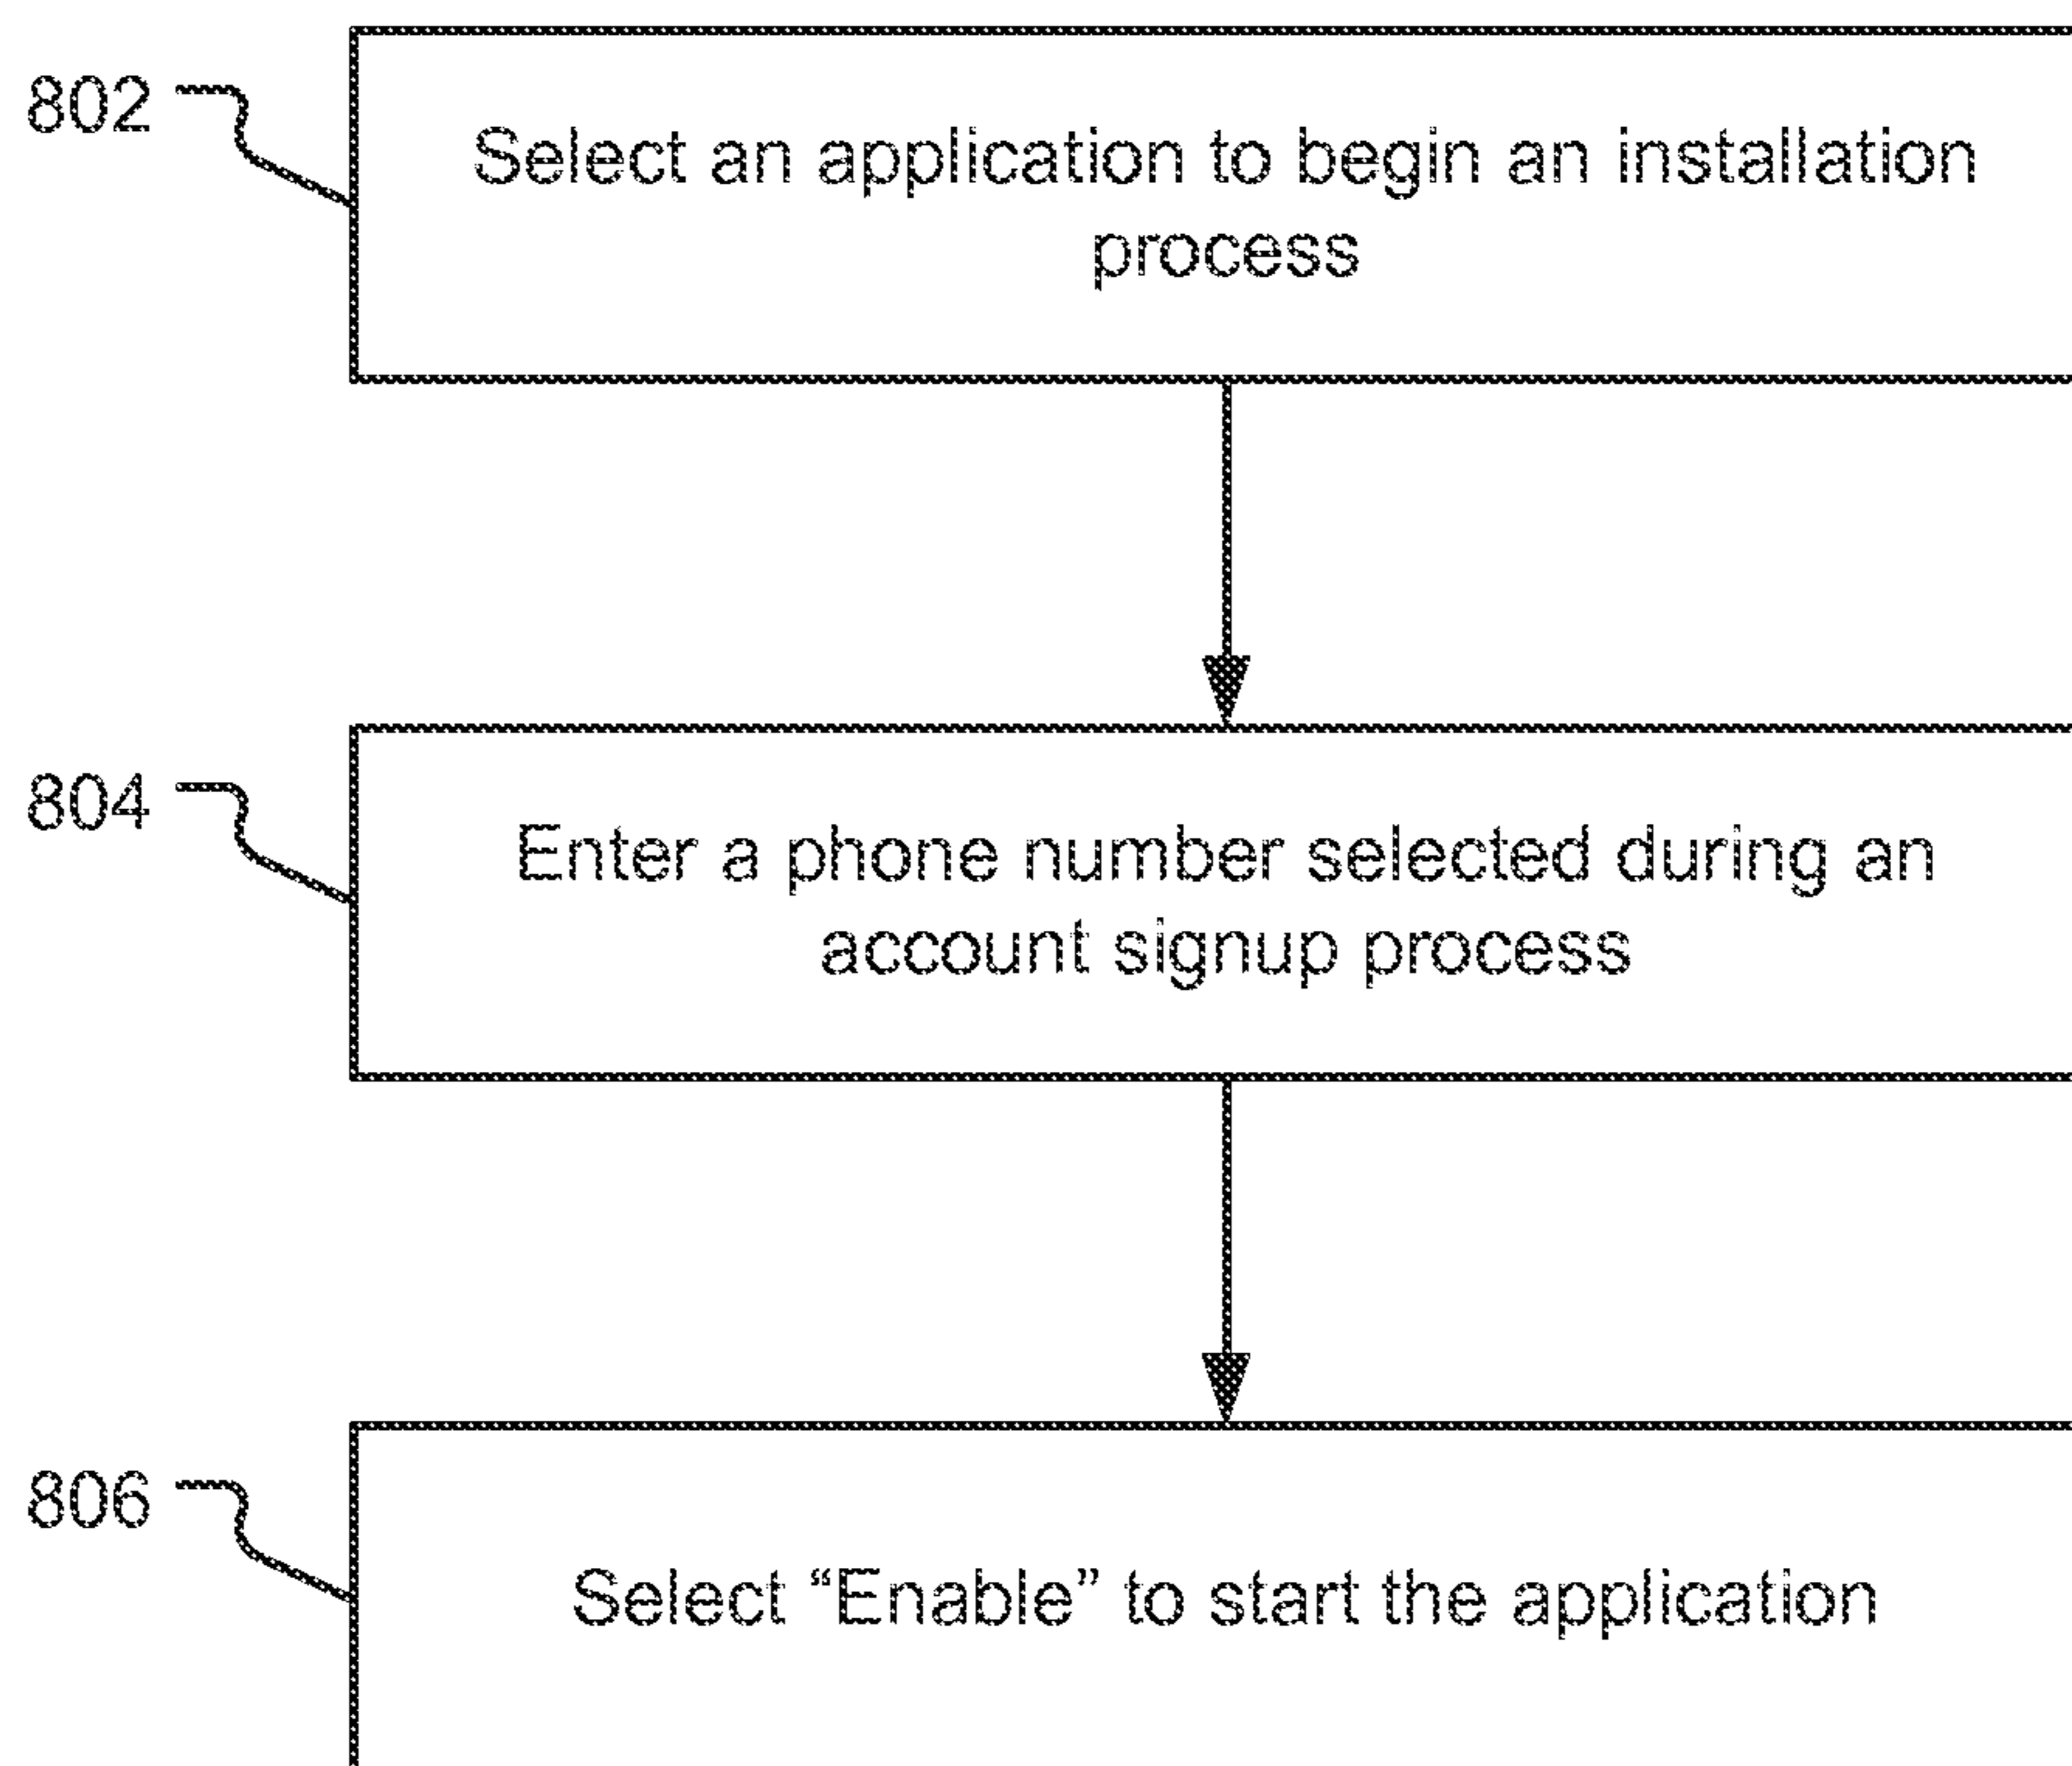 802
Select an application to begin an installation
process
804
Enter a phone number selected during an
account signup process
806
Select “Enable” to start the application